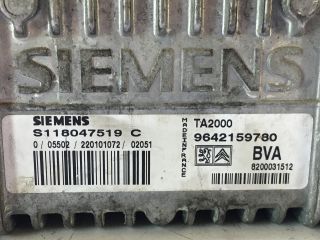 SIEMENS
SIEMENS
S118047519 C
0 / 05502 / 220101072 / 02051
MADE IN FRANCE
TA2000
9642159780
BVA
8200031512